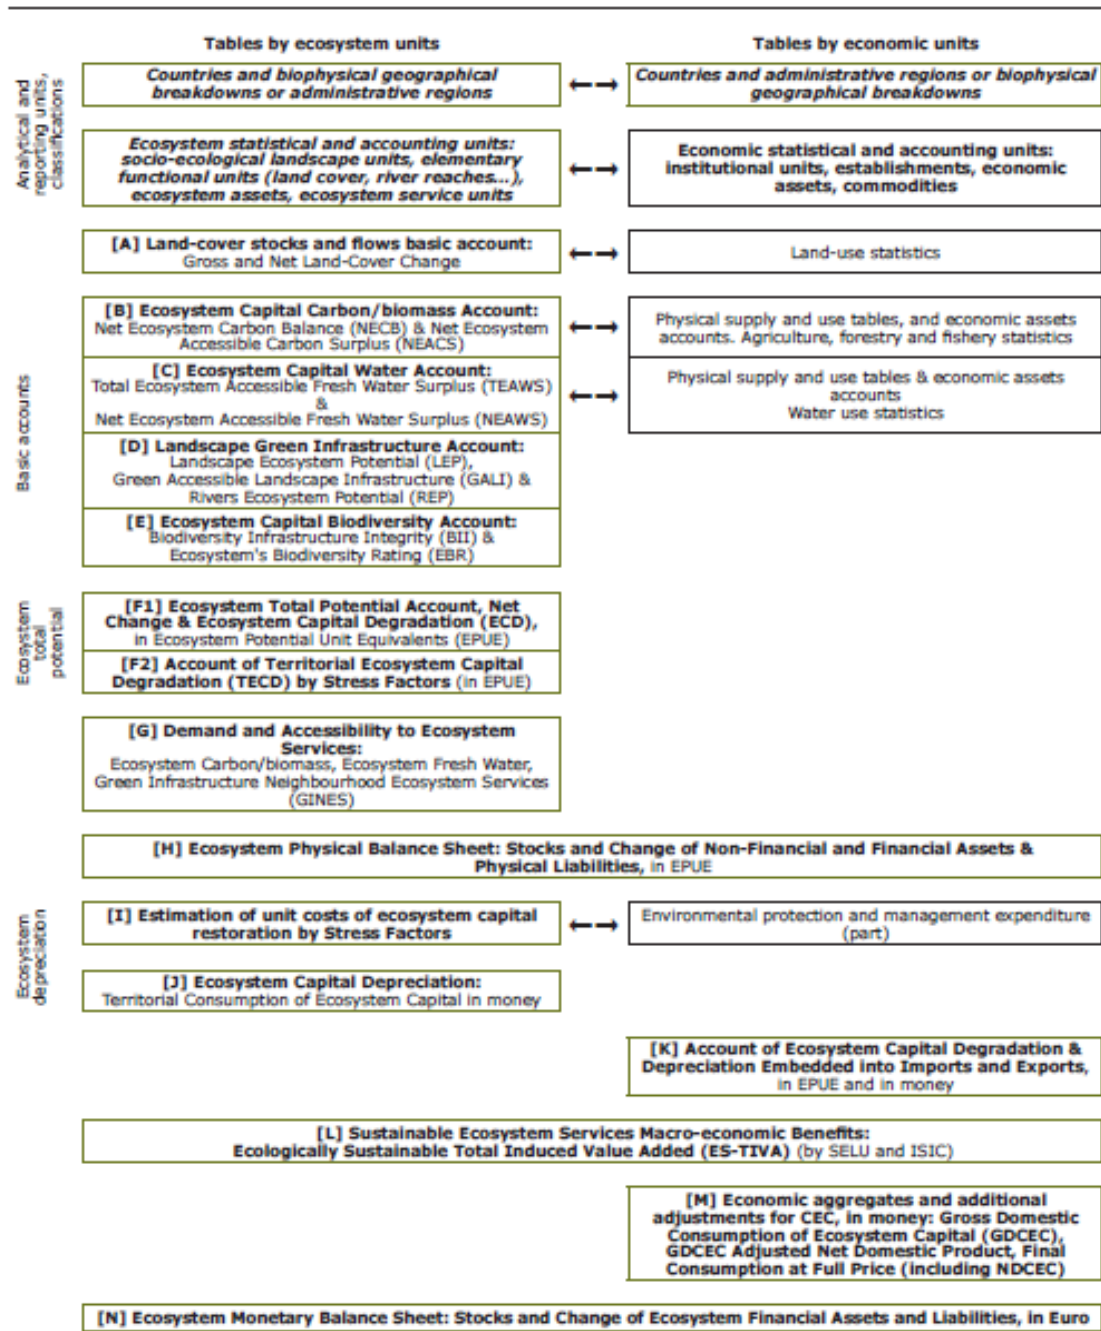 Tables by ecosystem units
Tables by economic units
Analytical and
reporting units,
classifications
Countries and biophysical geographical
breakdowns or administrative regions
Countries and administrative regions or biophysical
geographical breakdowns
Ecosystem statistical and accounting units:
socio-ecological landscape units, elementary
functional units (land cover, river reaches...),
ecosystem assets, ecosystem service units
Economic statistical and accounting units:
institutional units, establishments, economic
assets, commodities
Basic accounts
[A] Land-cover stocks and flows basic account:
Gross and Net Land-Cover Change
Land-use statistics
[B] Ecosystem Capital Carbon/biomass Account:
Net Ecosystem Carbon Balance (NECB) & Net Ecosystem
Accessible Carbon Surplus (NEACS)
Physical supply and use tables, and economic assets
accounts. Agriculture, forestry and fishery statistics
[C] Ecosystem Capital Water Account:
Total Ecosystem Accessible Fresh Water Surplus (TEAWS)
&
Net Ecosystem Accessible Fresh Water Surplus (NEAWS)
Physical supply and use tables & economic assets
accounts
Water use statistics
[D] Landscape Green Infrastructure Account:
Landscape Ecosystem Potential (LEP),
Green Accessible Landscape Infrastructure (GALI) &
Rivers Ecosystem Potential (REP)
[E] Ecosystem Capital Biodiversity Account:
Biodiversity Infrastructure Integrity (BII) &
Ecosystem's Biodiversity Rating (EBR)
Ecosystem
total
potential
[F1] Ecosystem Total Potential Account, Net
Change & Ecosystem Capital Degradation (ECD),
in Ecosystem Potential Unit Equivalents (EPUE)
[F2] Account of Territorial Ecosystem Capital
Degradation (TECD) by Stress Factors (in EPUE)
[G] Demand and Accessibility to Ecosystem
Services:
Ecosystem Carbon/biomass, Ecosystem Fresh Water,
Green Infrastructure Neighbourhood Ecosystem Services
(GINES)
[H] Ecosystem Physical Balance Sheet: Stocks and Change of Non-Financial and Financial Assets &
Physical Liabilities, in EPUE
Ecosystem
depreciation
[I] Estimation of unit costs of ecosystem capital
restoration by Stress Factors
Environmental protection and management expenditure
(part)
[J] Ecosystem Capital Depreciation:
Territorial Consumption of Ecosystem Capital in money
[K] Account of Ecosystem Capital Degradation &
Depreciation Embedded into Imports and Exports,
in EPUE and in money
[L] Sustainable Ecosystem Services Macro-economic Benefits:
Ecologically Sustainable Total Induced Value Added (ES-TIVA) (by SELU and ISIC)
[M] Economic aggregates and additional
adjustments for CEC, in money: Gross Domestic
Consumption of Ecosystem Capital (GDCEC),
GDCEC Adjusted Net Domestic Product, Final
Consumption at Full Price (including NDCEC)
[N] Ecosystem Monetary Balance Sheet: Stocks and Change of Ecosystem Financial Assets and Liabilities, in Euro